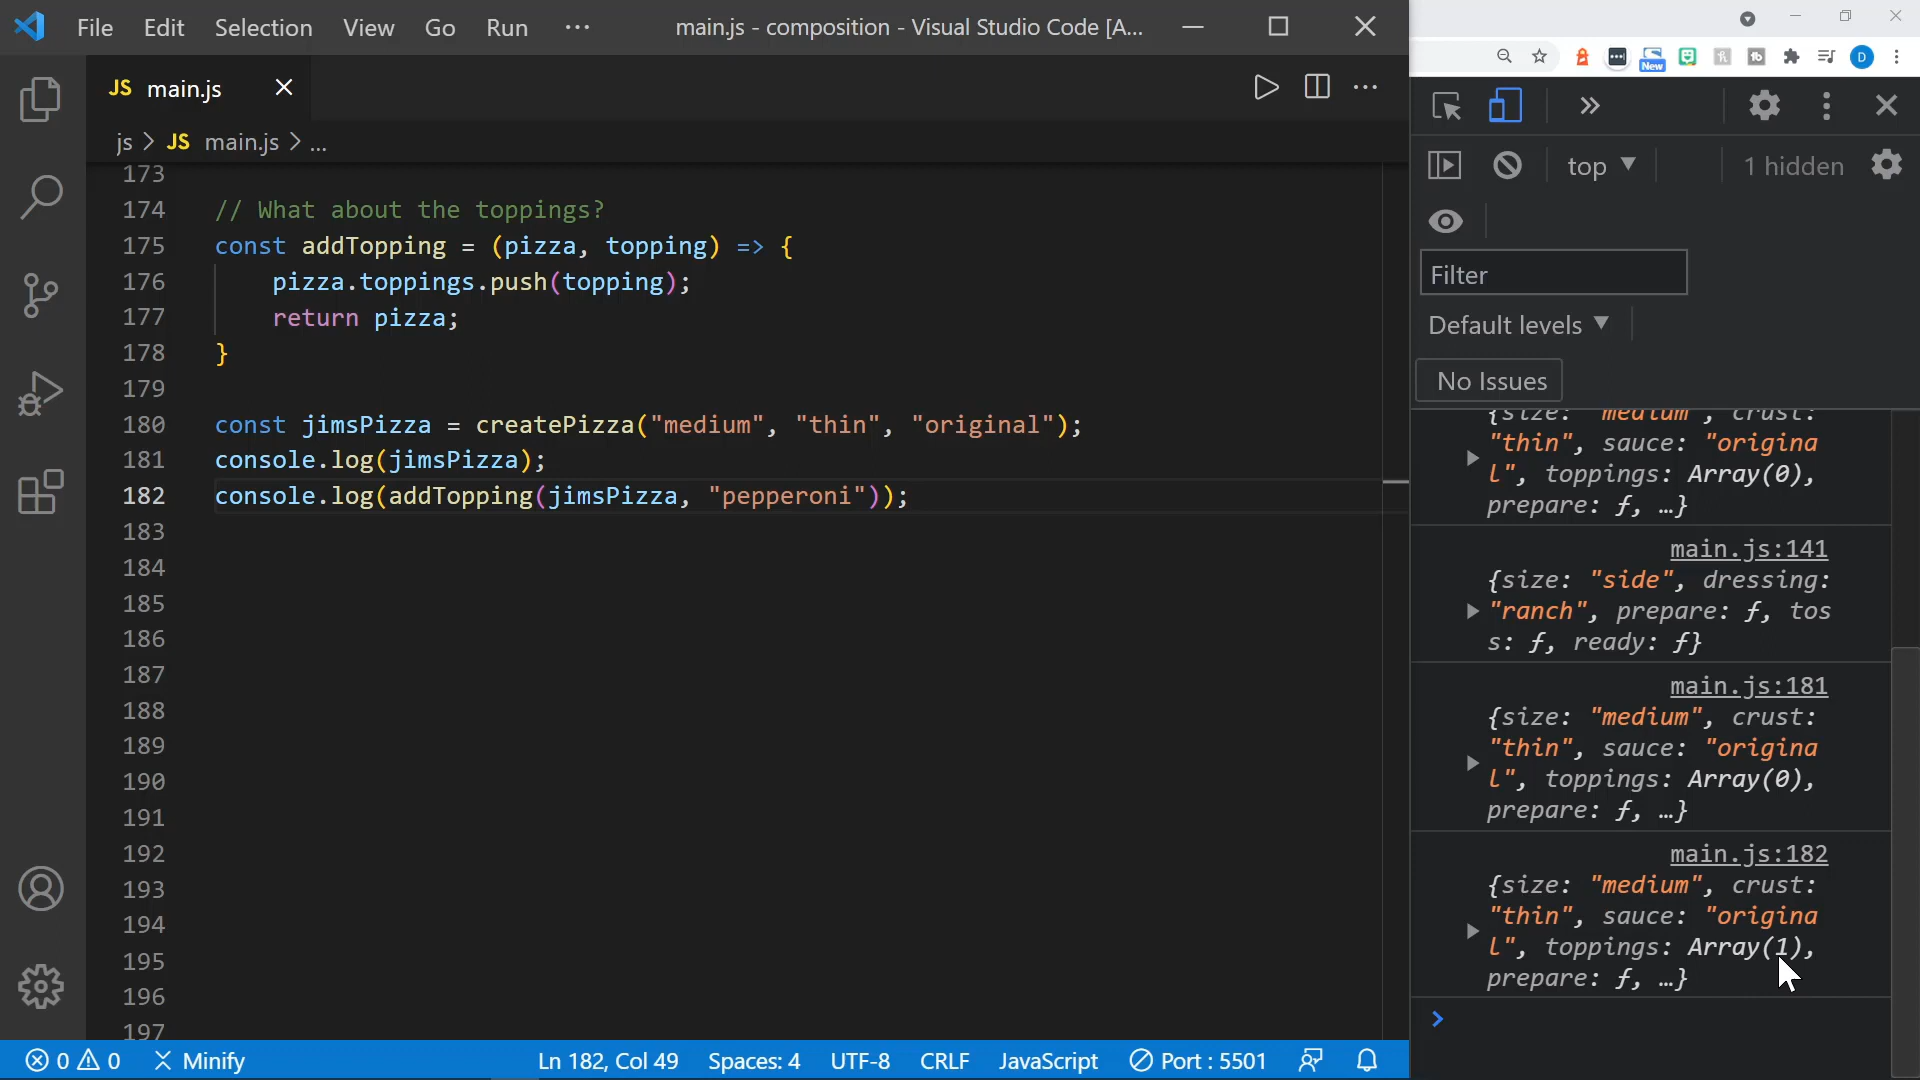 File Edit Selection View Go Run ··· main.js - composition - Visual Studio Code [A...
JS main.js
js > JS main.js > ...
173
174 // What about the toppings?
175 const addTopping = (pizza, topping) => {
176 pizza.toppings.push(topping);
177 return pizza;
178 }
179
180 const jimsPizza = createPizza("medium", "thin", "original");
181 console.log(jimsPizza);
182 console.log(addTopping(jimsPizza, "pepperoni"));
183
184
185
186
187
188
189
190
191
192
193
194
195
196
197
0 0 Minify Ln 182, Col 49 Spaces: 4 UTF-8 CRLF JavaScript Port : 5501
New
D
top 1 hidden
Filter
Default levels
No Issues
{size: "medium", crust:
"thin", sauce: "origina
l", toppings: Array(0),
prepare: ƒ, …}
main.js:141
{size: "side", dressing:
"ranch", prepare: ƒ, tos
s: ƒ, ready: ƒ}
main.js:181
{size: "medium", crust:
"thin", sauce: "origina
l", toppings: Array(0),
prepare: ƒ, …}
main.js:182
{size: "medium", crust:
"thin", sauce: "origina
l", toppings: Array(1),
prepare: ƒ, …}
>